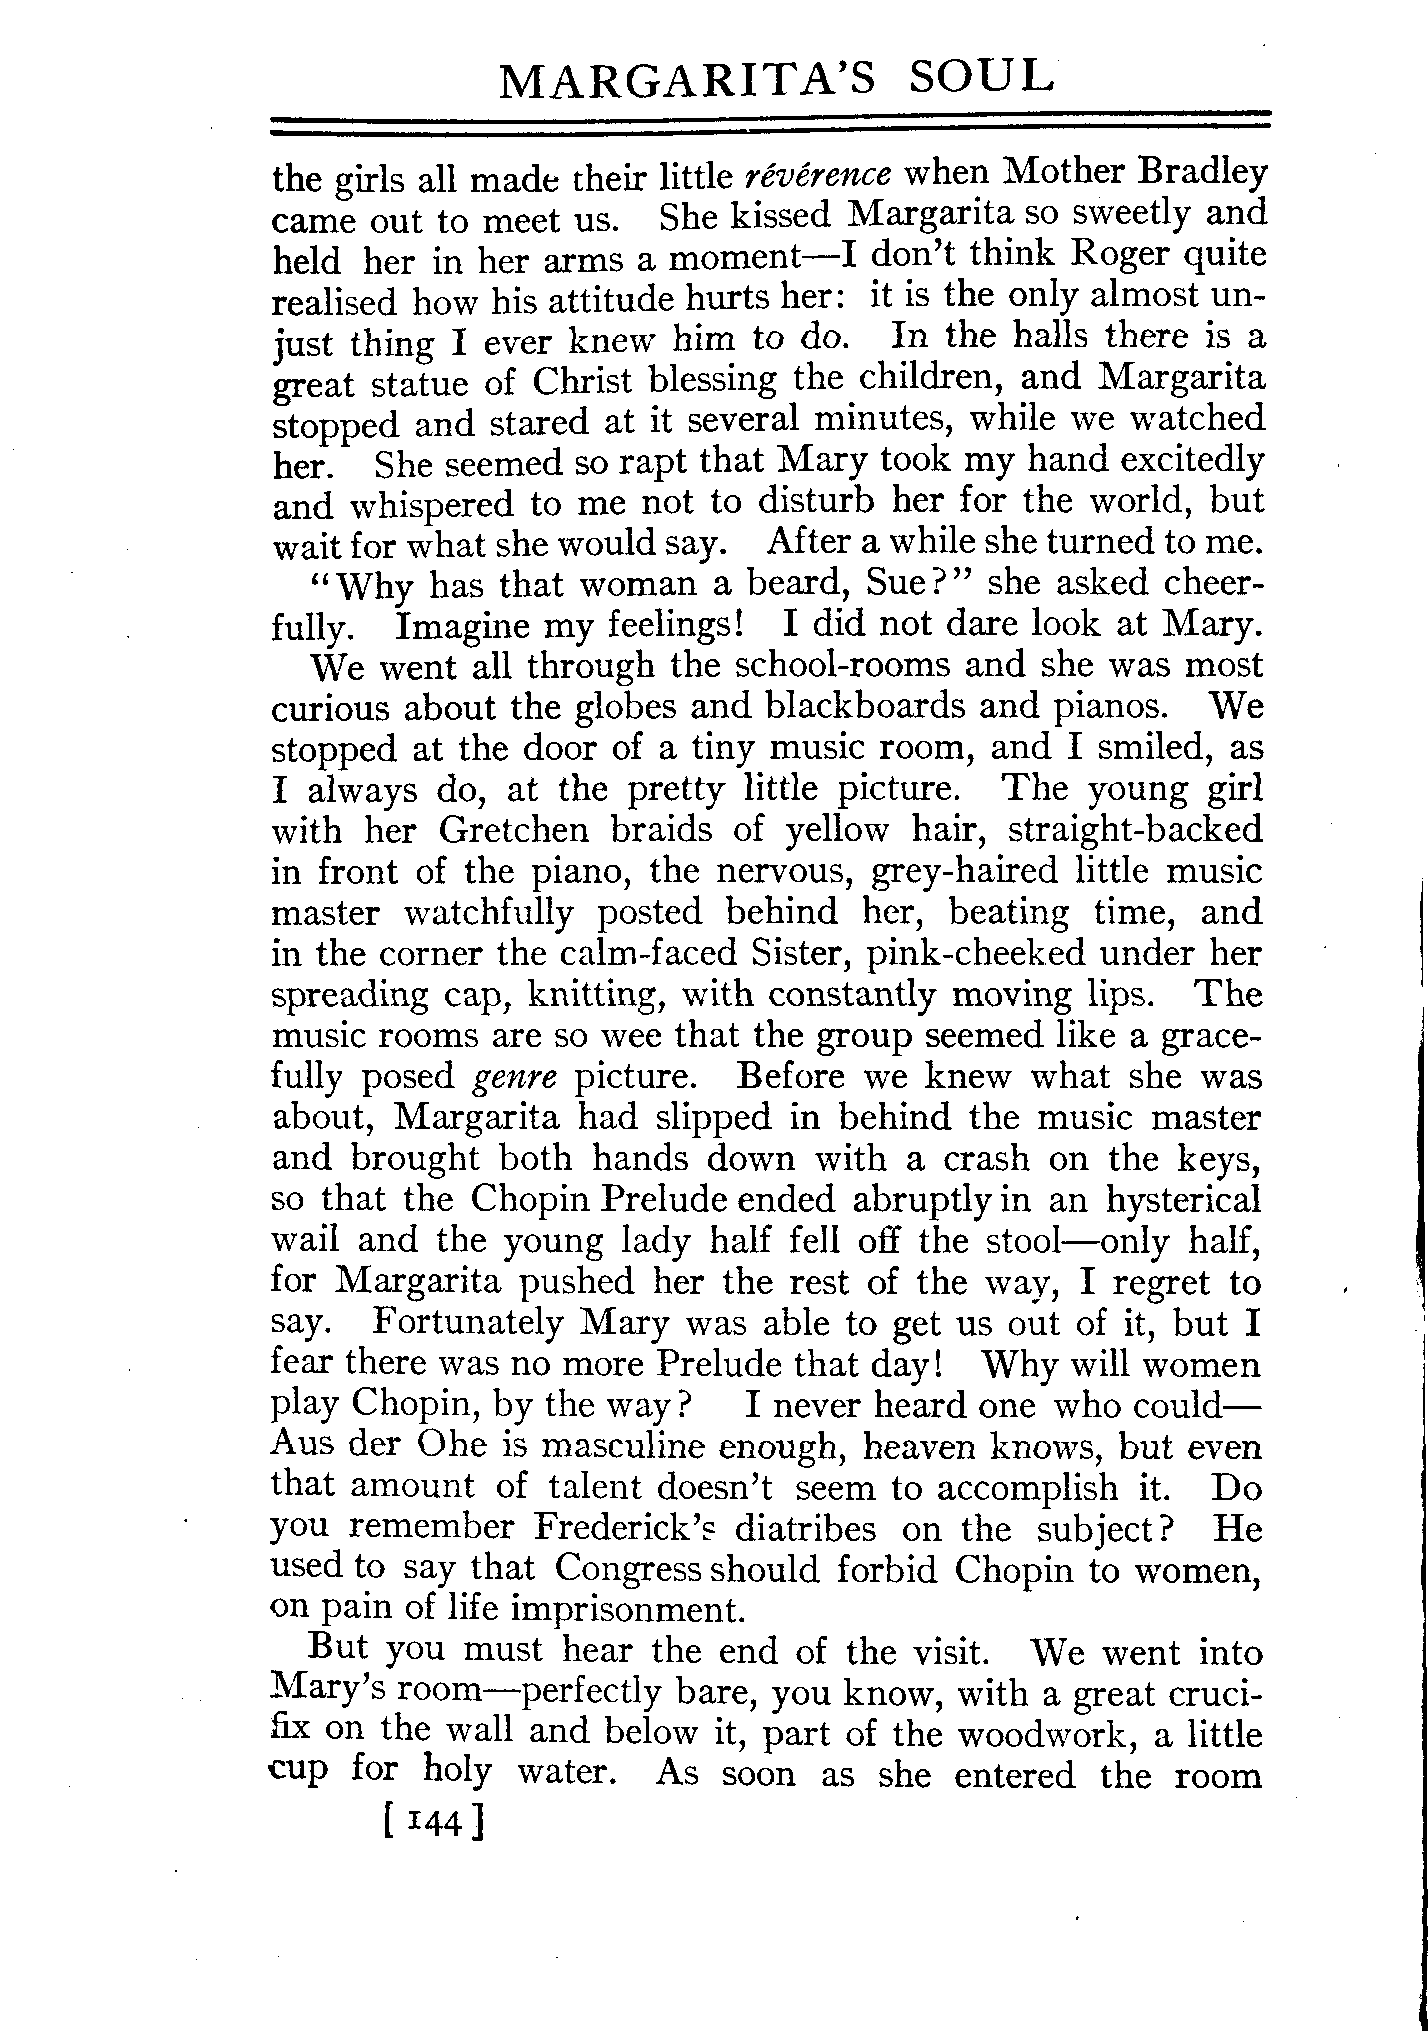 MARGARITA'S SOUL
the girls all made their little révérence when Mother Bradley
came out to meet us. She kissed Margarita so sweetly and
held her in her arms a moment—I don't think Roger quite
realised how his attitude hurts her: it is the only almost un-
just thing I ever knew him to do. In the halls there is a
great statue of Christ blessing the children, and Margarita
stopped and stared at it several minutes, while we watched
her. She seemed so rapt that Mary took my hand excitedly
and whispered to me not to disturb her for the world, but
wait for what she would say. After a while she turned to me.
"Why has that woman a beard, Sue?" she asked cheer-
fully. Imagine my feelings! I did not dare look at Mary.
We went all through the school-rooms and she was most
curious about the globes and blackboards and pianos. We
stopped at the door of a tiny music room, and I smiled, as
I always do, at the pretty little picture. The young girl
with her Gretchen braids of yellow hair, straight-backed
in front of the piano, the nervous, grey-haired little music
master watchfully posted behind her, beating time, and
in the corner the calm-faced Sister, pink-cheeked under her
spreading cap, knitting, with constantly moving lips. The
music rooms are so wee that the group seemed like a grace-
fully posed genre picture. Before we knew what she was
about, Margarita had slipped in behind the music master
and brought both hands down with a crash on the keys,
so that the Chopin Prelude ended abruptly in an hysterical
wail and the young lady half fell off the stool—only half,
for Margarita pushed her the rest of the way, I regret to
say. Fortunately Mary was able to get us out of it, but I
fear there was no more Prelude that day! Why will women
play Chopin, by the way? I never heard one who could—
Aus der Ohe is masculine enough, heaven knows, but even
that amount of talent doesn't seem to accomplish it. Do
you remember Frederick's diatribes on the subject? He
used to say that Congress should forbid Chopin to women,
on pain of life imprisonment.
But you must hear the end of the visit. We went into
Mary's room—perfectly bare, you know, with a great cruci-
fix on the wall and below it, part of the woodwork, a little
cup for holy water. As soon as she entered the room
[ 144 ]